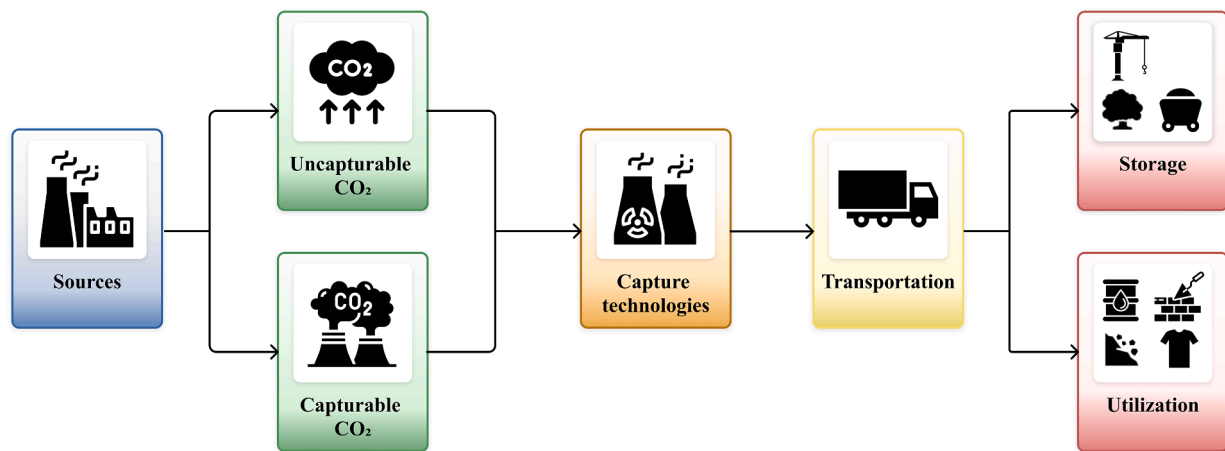 Sources
CO₂
Uncapturable
CO₂
CO₂
Capturable
CO₂
Capture
technologies
Transportation
Storage
Utilization